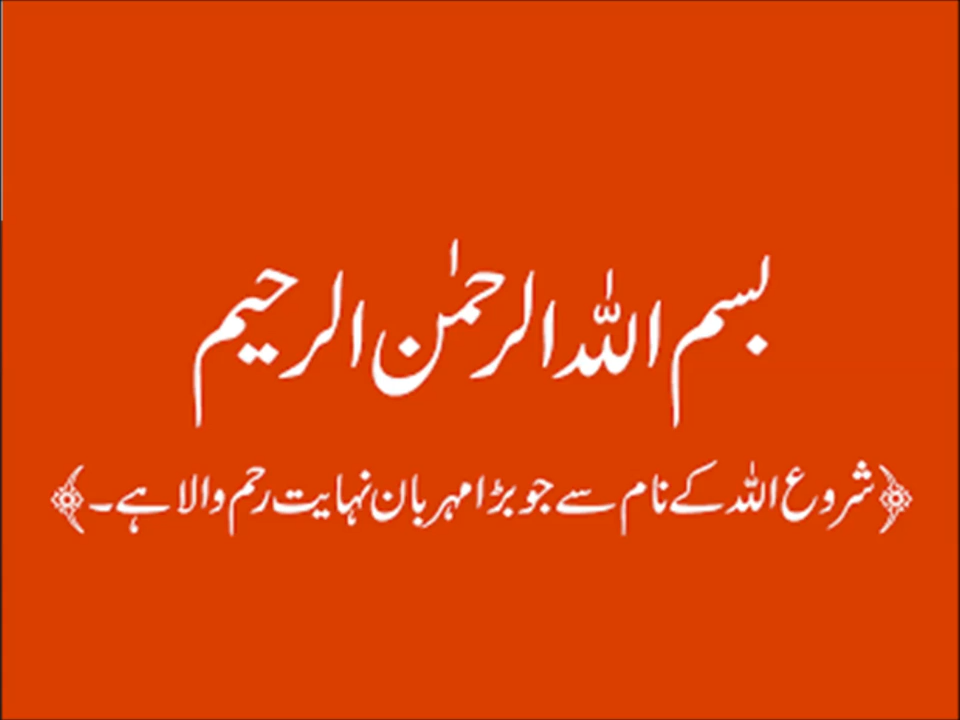 بسم اللہ الرحمٰن الرحیم
﴿شروع اللہ کے نام سے جو بڑا مہربان نہایت رحم والا ہے۔﴾